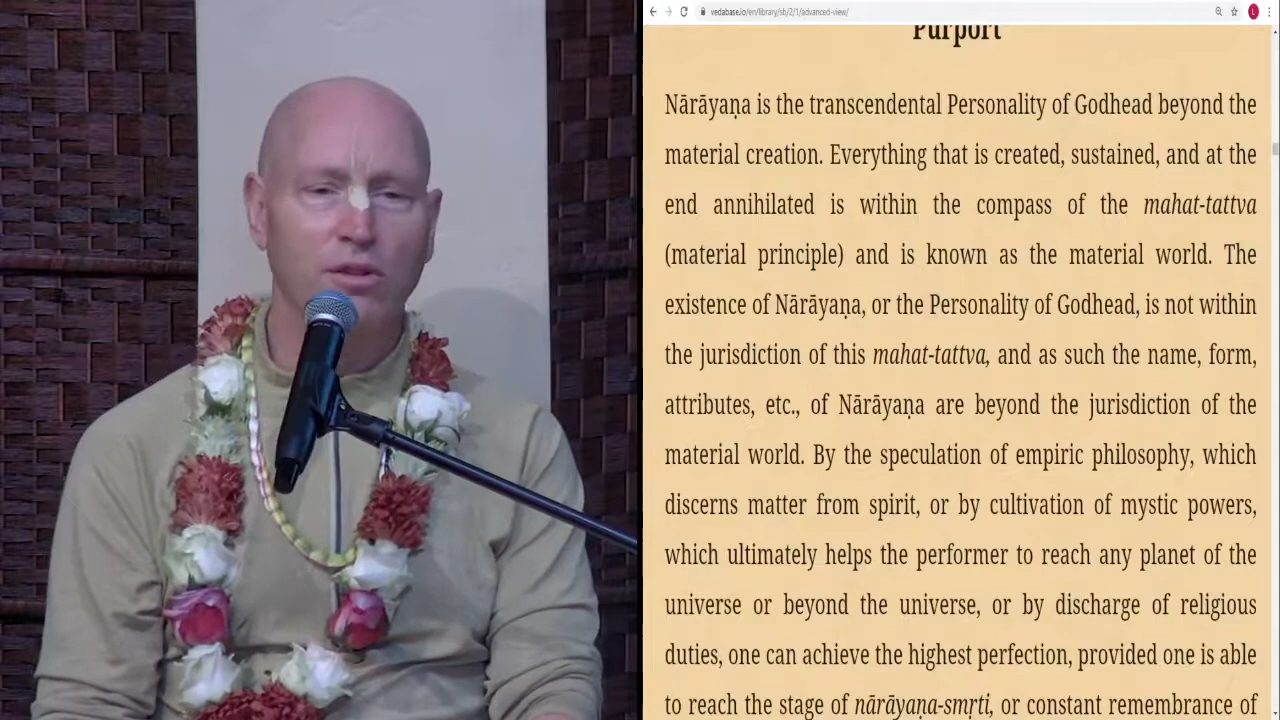 vedabase.io/en/library/sb/2/1/advanced-view/
L
Purport
Nārāyaṇa is the transcendental Personality of Godhead beyond the
material creation. Everything that is created, sustained, and at the
end annihilated is within the compass of the mahat-tattva
(material principle) and is known as the material world. The
existence of Nārāyaṇa, or the Personality of Godhead, is not within
the jurisdiction of this mahat-tattva, and as such the name, form,
attributes, etc., of Nārāyaṇa are beyond the jurisdiction of the
material world. By the speculation of empiric philosophy, which
discerns matter from spirit, or by cultivation of mystic powers,
which ultimately helps the performer to reach any planet of the
universe or beyond the universe, or by discharge of religious
duties, one can achieve the highest perfection, provided one is able
to reach the stage of nārāyaṇa-smṛti, or constant remembrance of